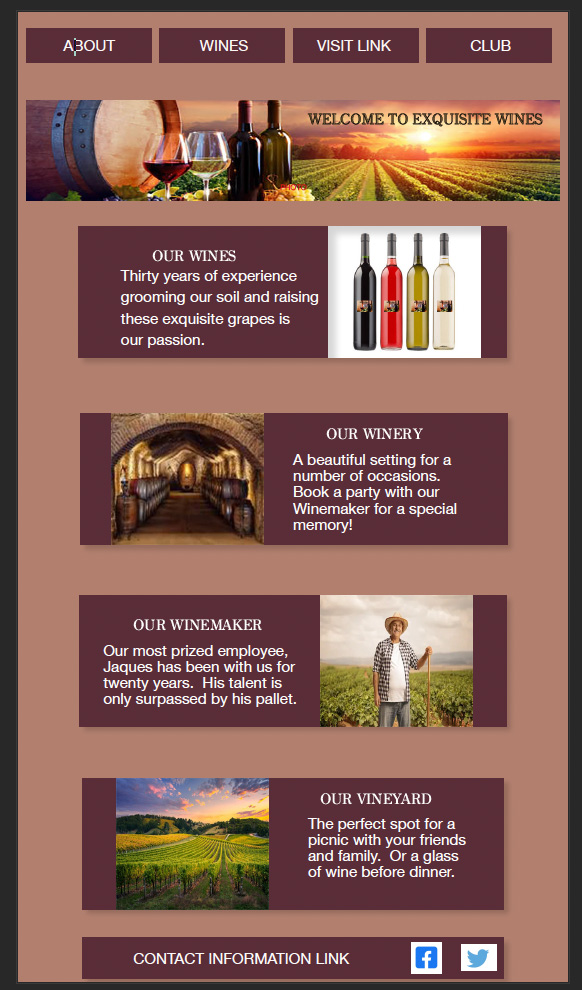 ABOUT WINES VISIT LINK CLUB
WELCOME TO EXQUISITE WINES
OUR WINES
Thirty years of experience
grooming our soil and raising
these exquisite grapes is
our passion.
OUR WINERY
A beautiful setting for a
number of occasions.
Book a party with our
Winemaker for a special
memory!
OUR WINEMAKER
Our most prized employee,
Jaques has been with us for
twenty years. His talent is
only surpassed by his pallet.
OUR VINEYARD
The perfect spot for a
picnic with your friends
and family. Or a glass
of wine before dinner.
CONTACT INFORMATION LINK